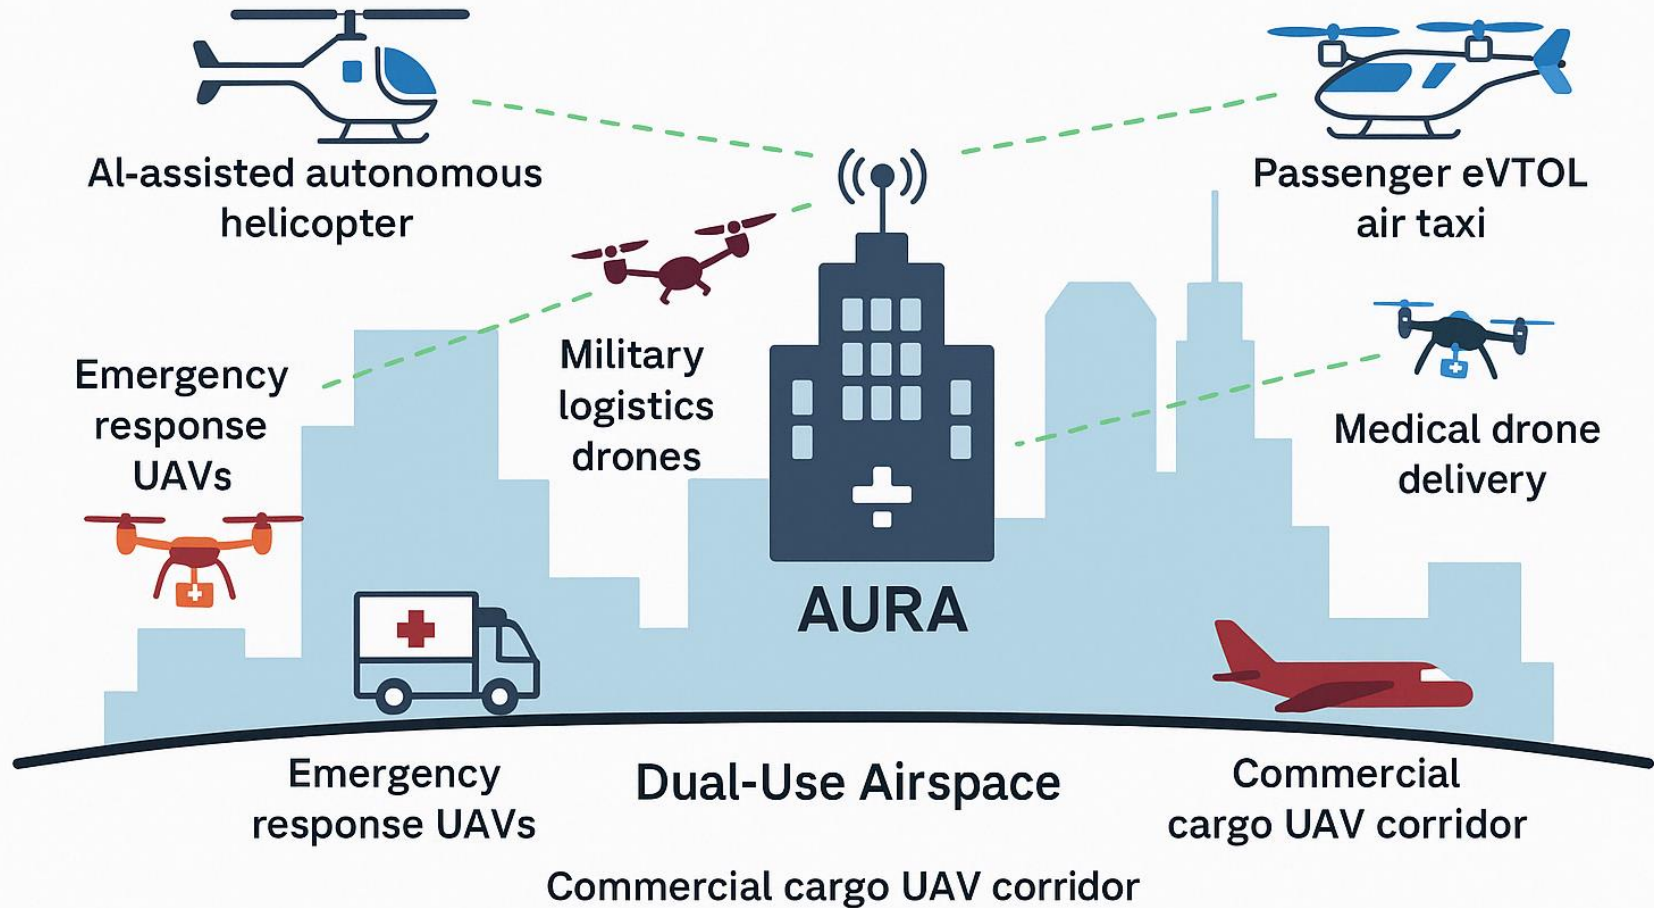 AI-assisted autonomous
helicopter
Passenger eVTOL
air taxi
Military
logistics
drones
Emergency
response
UAVs
Medical drone
delivery
AURA
Emergency
response UAVs
Dual-Use Airspace
Commercial
cargo UAV corridor
Commercial cargo UAV corridor